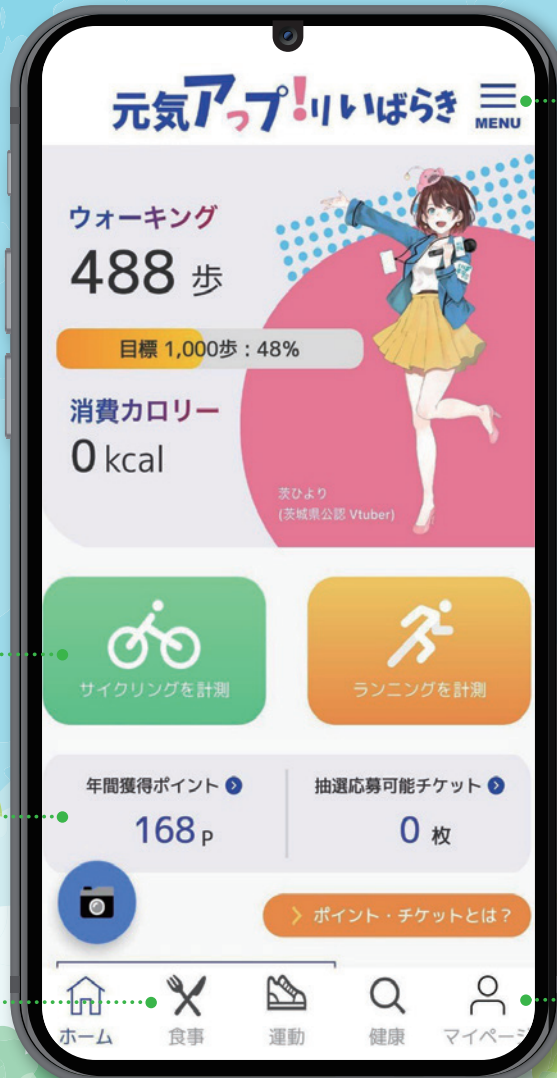 元気アっプ!りいばらき
MENU
ウォーキング
488 歩
目標 1,000歩：48%
消費カロリー
0 kcal
茨ひより
(茨城県公認 Vtuber)
サイクリングを計測
ランニングを計測
年間獲得ポイント
168 P
抽選応募可能チケット
0 枚
ポイント・チケットとは？
ホーム
食事
運動
健康
マイページ